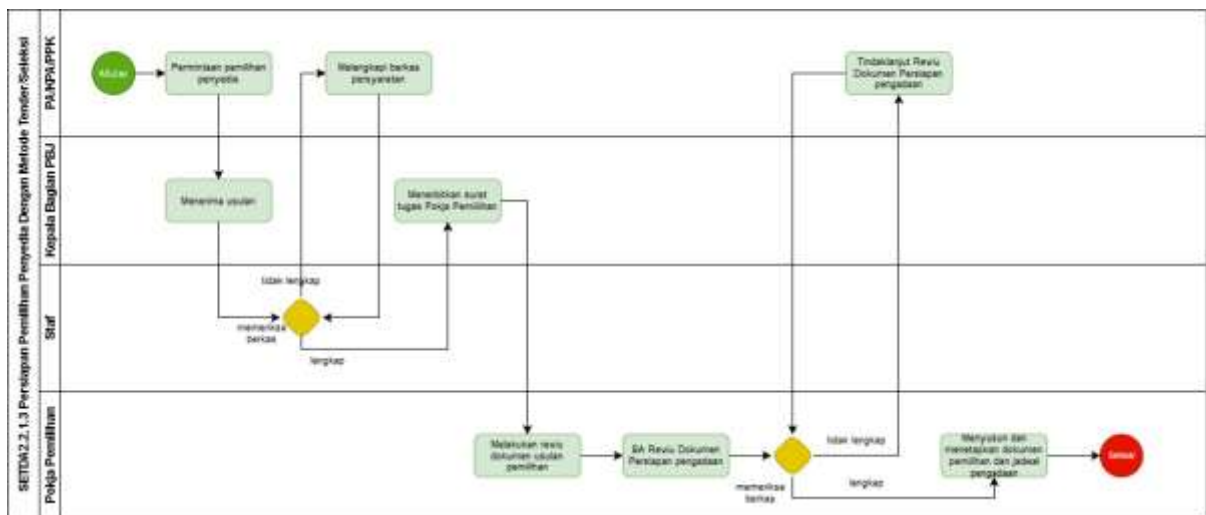 SETDA2.2.1.3 Persiapan Pemilihan Penyedia Dengan Metode Tender/Seleksi
PA/KPA/PPK
Mulai
Permintaan pemilihan
penyedia
Melengkapi berkas
persyaratan
Tindaklanjut Reviu
Dokumen Persiapan
pengadaan
Kepala Bagian PBJ
Menerima usulan
Menerbitkan surat
tugas Pokja Pemilihan
Staf
tidak lengkap
memeriksa
berkas
lengkap
Pokja Pemilihan
Melakukan reviu
dokumen usulan
pemilihan
BA Reviu Dokumen
Persiapan pengadaan
tidak lengkap
memeriksa
lengkap
Menyusun dan
menetapkan dokumen
pemilihan dan jadwal
pengadaan
Selesai